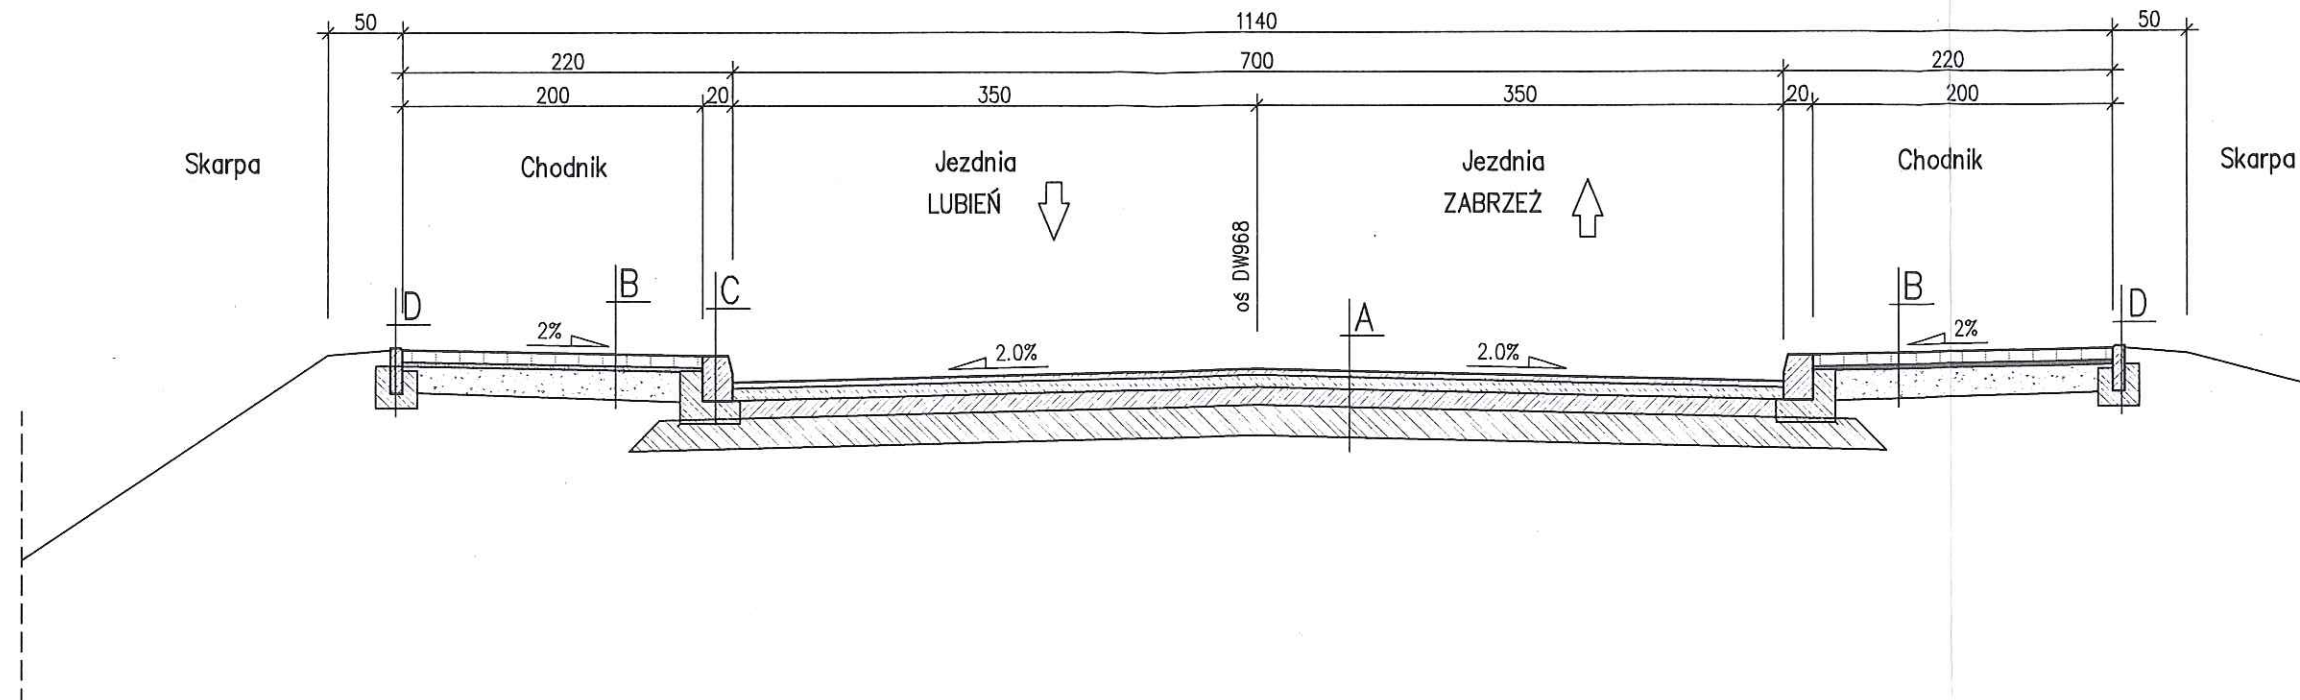 50 1140 50
220 700 220
200 20 350 350 20 200
Skarpa Chodnik Jezdnia Jezdnia Chodnik Skarpa
LUBIEŃ ZABRZEŻ
oś DW968
D B C A B D
2% 2.0% 2.0% 2%